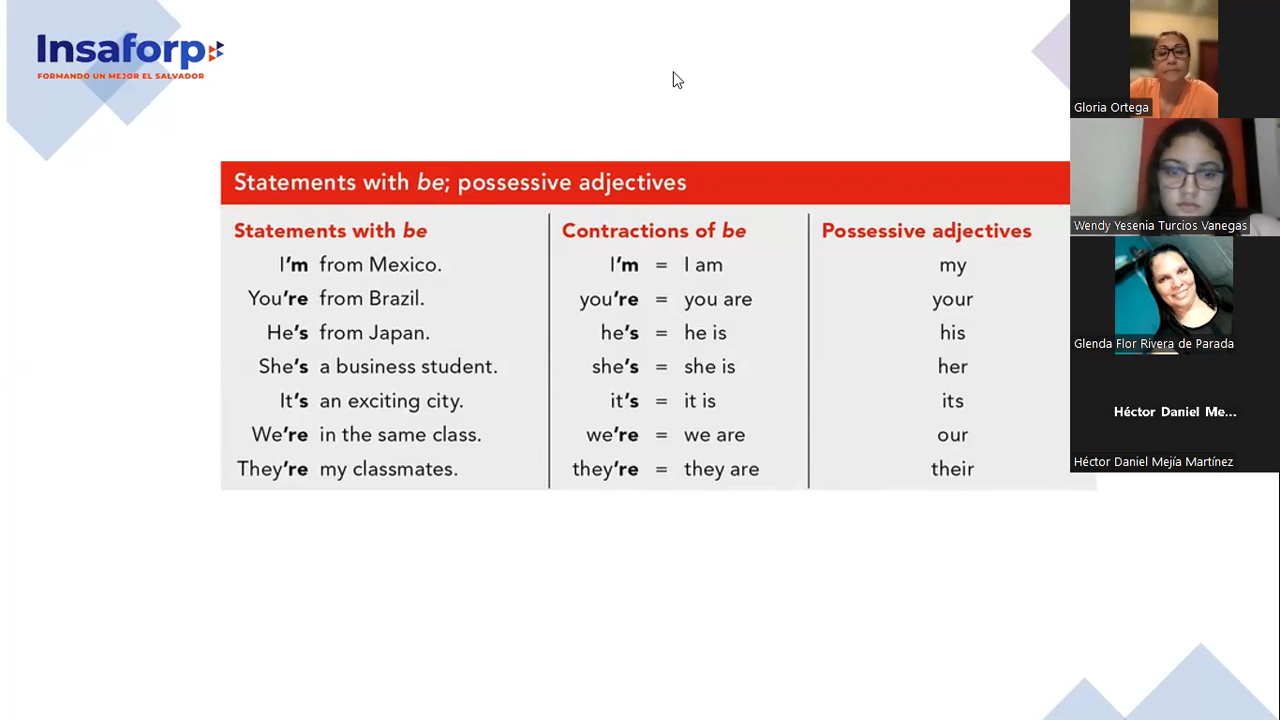 Insaforp
FORMANDO UN MEJOR EL SALVADOR
Statements with be; possessive adjectives
Statements with be Contractions of be Possessive adjectives
I'm from Mexico. I'm = I am my
You're from Brazil. you're = you are your
He's from Japan. he's = he is his
She's a business student. she's = she is her
It's an exciting city. it's = it is its
We're in the same class. we're = we are our
They're my classmates. they're = they are their
Gloria Ortega
Wendy Yesenia Turcios Vanegas
Glenda Flor Rivera de Parada
Héctor Daniel Me...
Héctor Daniel Mejía Martínez